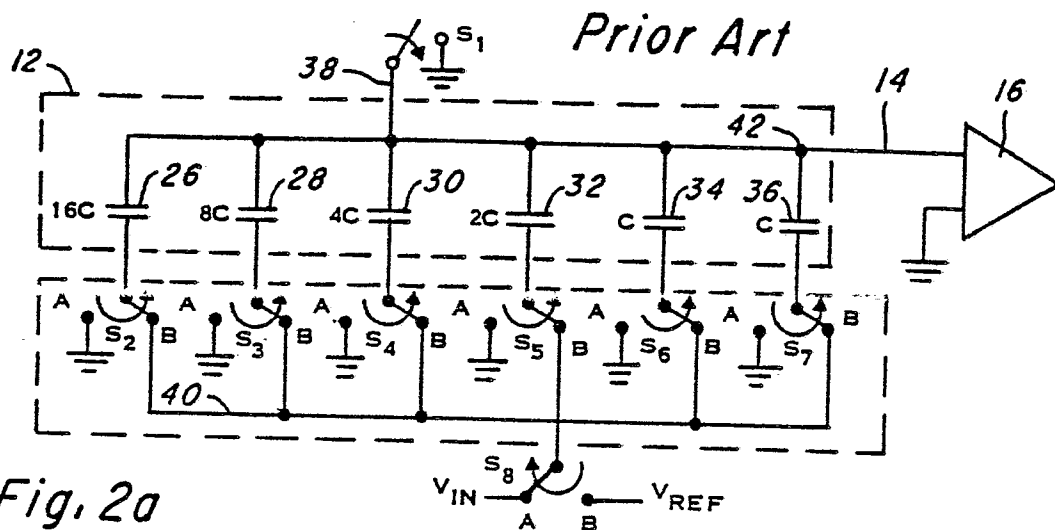 Prior Art
S1
12
38
42
14
16
26
28
30
32
34
36
16C
8C
4C
2C
C
C
A
A
A
A
A
A
S2
B
S3
B
S4
B
S5
B
S6
B
S7
B
40
S8
VIN
VREF
A
B
Fig. 2a